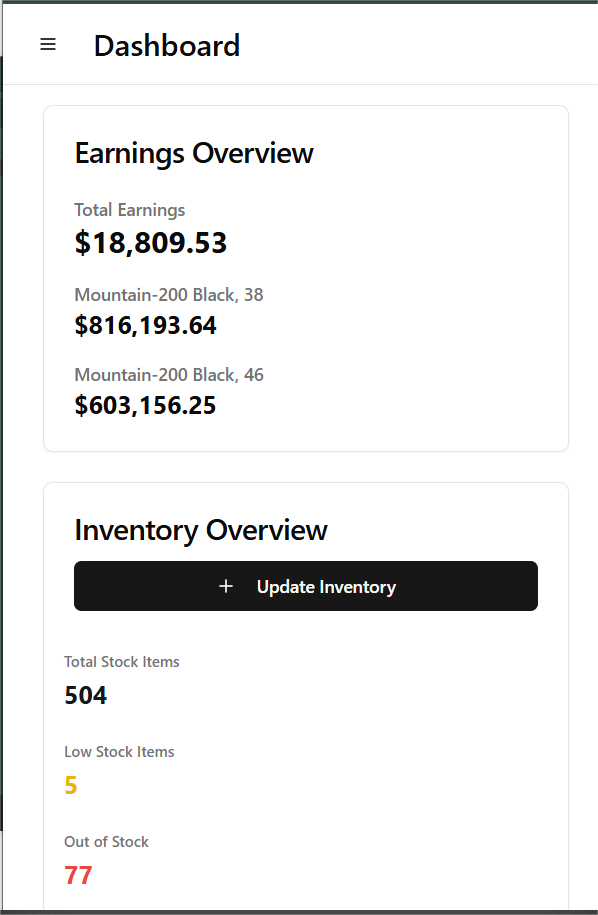 Dashboard
Earnings Overview
Total Earnings
$18,809.53
Mountain-200 Black, 38
$816,193.64
Mountain-200 Black, 46
$603,156.25
Inventory Overview
+ Update Inventory
Total Stock Items
504
Low Stock Items
5
Out of Stock
77